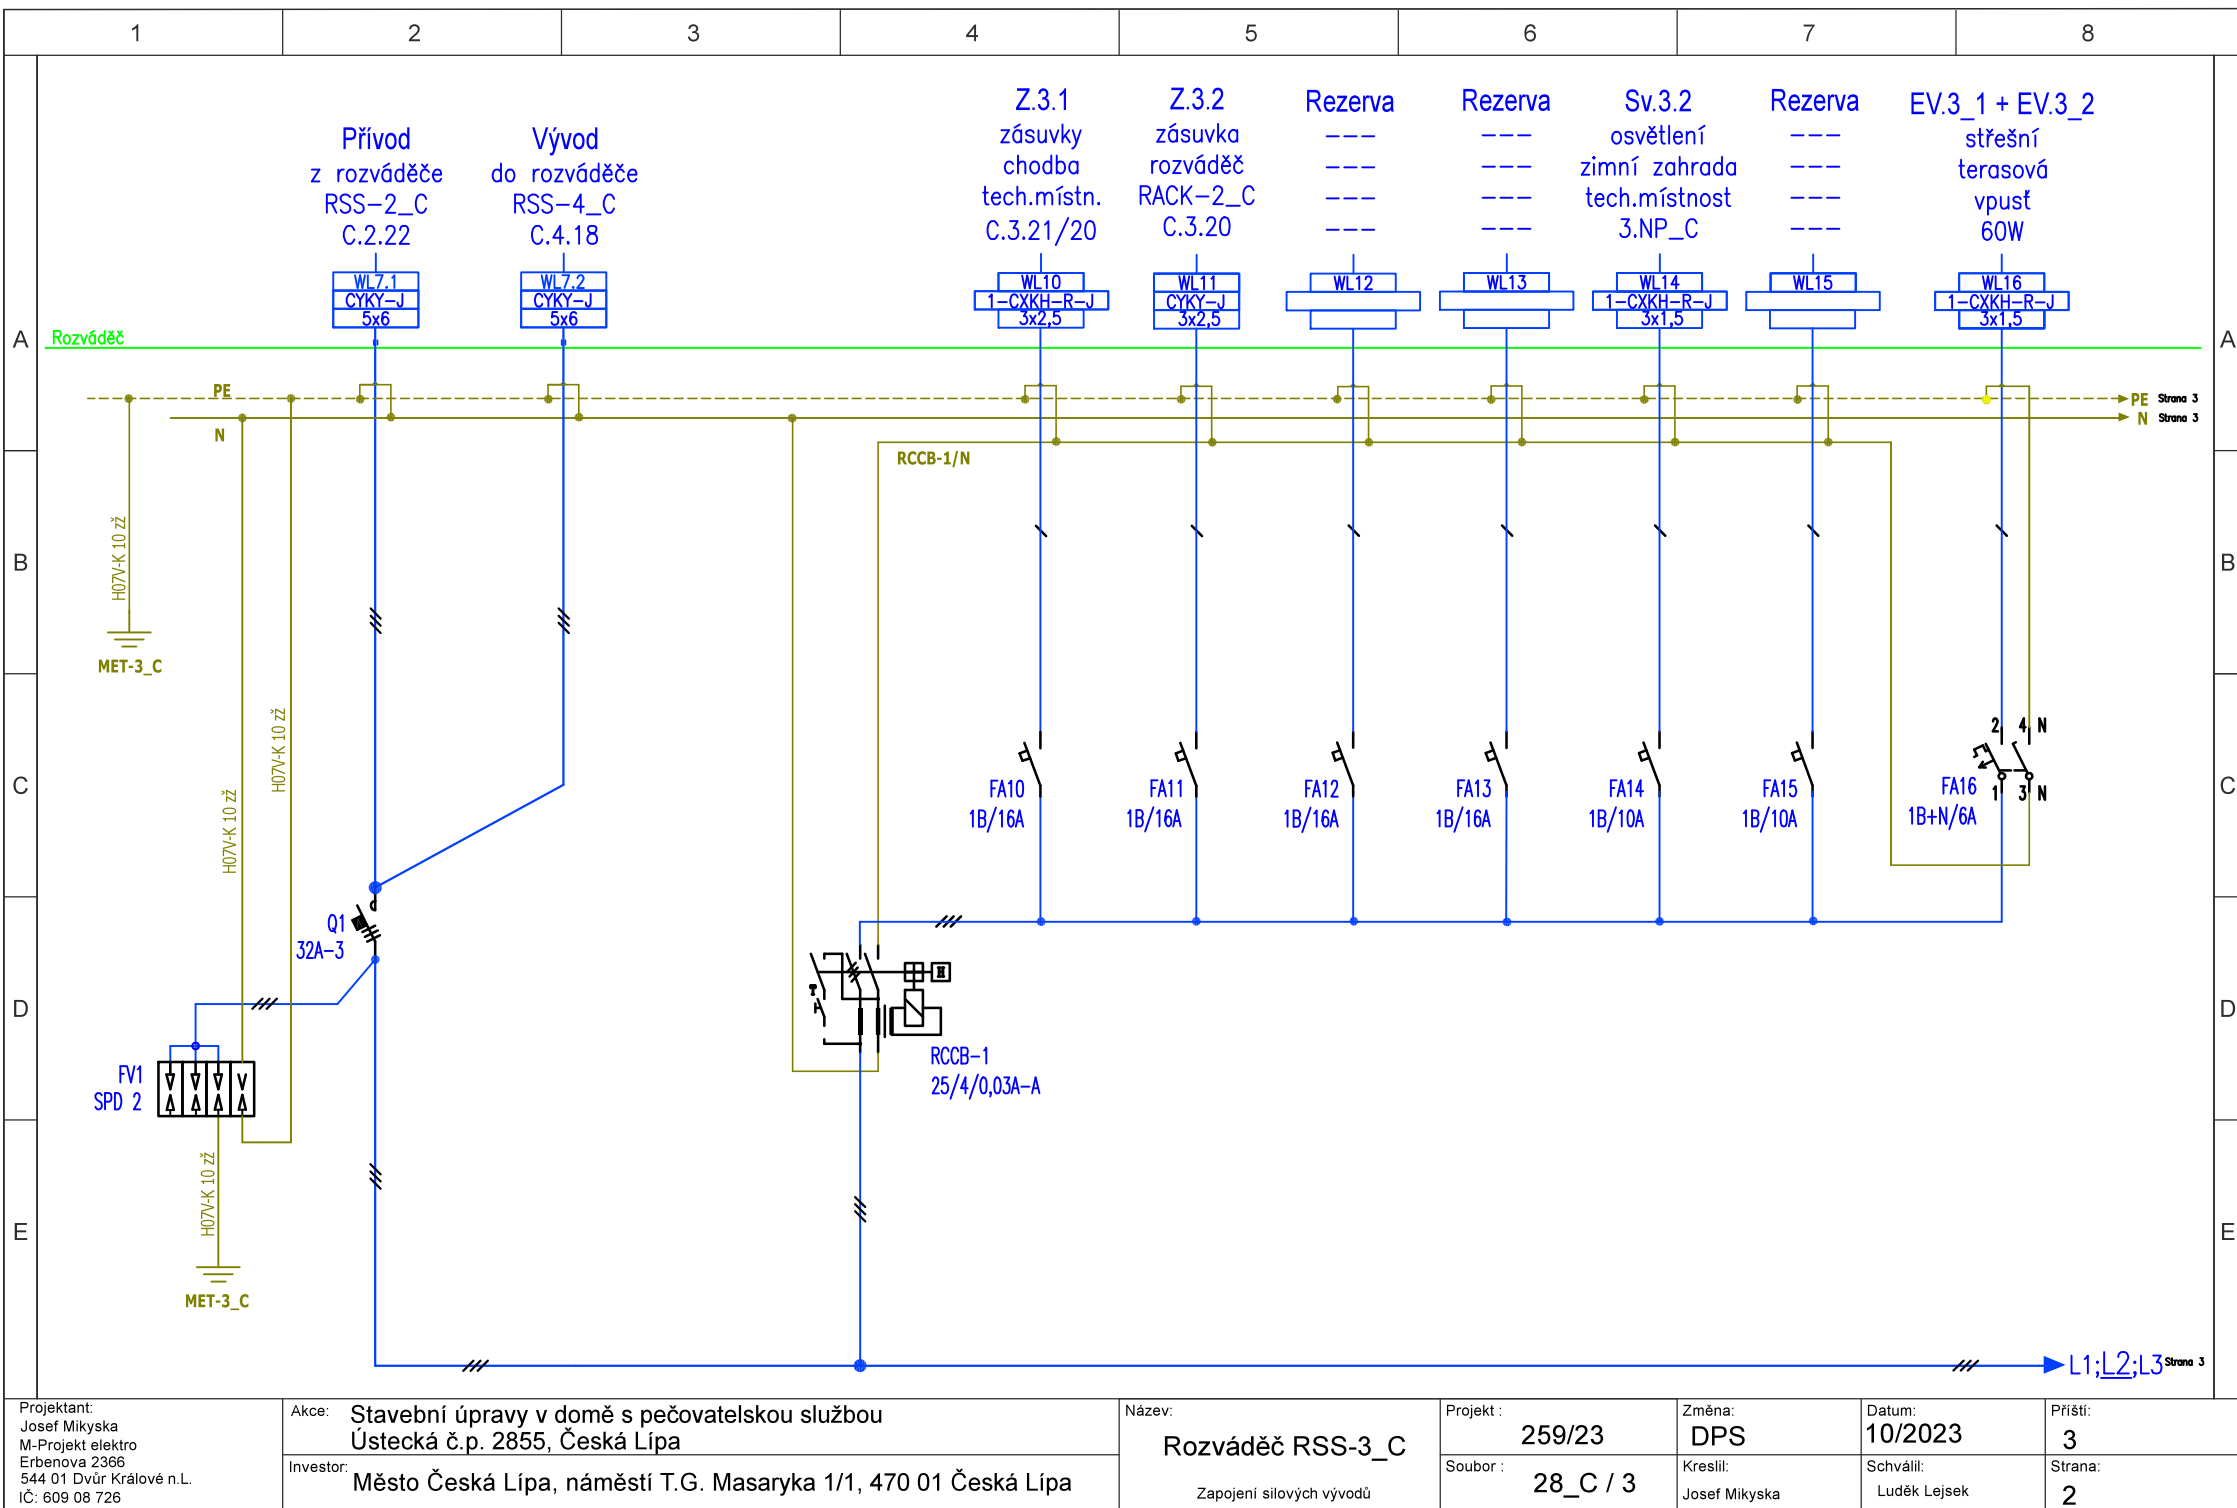 1 2 3 4 5 6 7 8
Přívod
z rozváděče
RSS-2_C
C.2.22
Vývod
do rozváděče
RSS-4_C
C.4.18
Z.3.1
zásuvky
chodba
tech.místn.
C.3.21/20
Z.3.2
zásuvka
rozváděč
RACK-2_C
C.3.20
Rezerva
---
---
---
---
Rezerva
---
---
---
---
Sv.3.2
osvětlení
zimní zahrada
tech.místnost
3.NP_C
Rezerva
---
---
---
---
EV.3_1 + EV.3_2
střešní
terasová
vpusť
60W
WL7.1
CYKY-J
5x6
WL7.2
CYKY-J
5x6
WL10
1-CXKH-R-J
3x2,5
WL11
CYKY-J
3x2,5
WL12
WL13
WL14
1-CXKH-R-J
3x1,5
WL15
WL16
1-CXKH-R-J
3x1,5
A
Rozváděč
A
PE
PE Strana 3
N
N Strana 3
RCCB-1/N
B
H07V-K 10 zž
B
MET-3_C
H07V-K 10 zž
H07V-K 10 zž
C
C
FA10
1B/16A
FA11
1B/16A
FA12
1B/16A
FA13
1B/16A
FA14
1B/10A
FA15
1B/10A
2 4 N
FA16
1 3 N
1B+N/6A
Q1
32A-3
D
D
RCCB-1
25/4/0,03A-A
FV1
SPD 2
H07V-K 10 zž
E
E
MET-3_C
L1;L2;L3 Strana 3
Projektant:
Josef Mikyska
M-Projekt elektro
Erbenova 2366
544 01 Dvůr Králové n.L.
IČ: 609 08 726
Akce: Stavební úpravy v domě s pečovatelskou službou
Ústecká č.p. 2855, Česká Lípa
Investor: Město Česká Lípa, náměstí T.G. Masaryka 1/1, 470 01 Česká Lípa
Název:
Rozváděč RSS-3_C
Zapojení silových vývodů
Projekt :
259/23
Soubor :
28_C / 3
Změna:
DPS
Kreslil:
Josef Mikyska
Datum:
10/2023
Schválil:
Luděk Lejsek
Příští:
3
Strana:
2